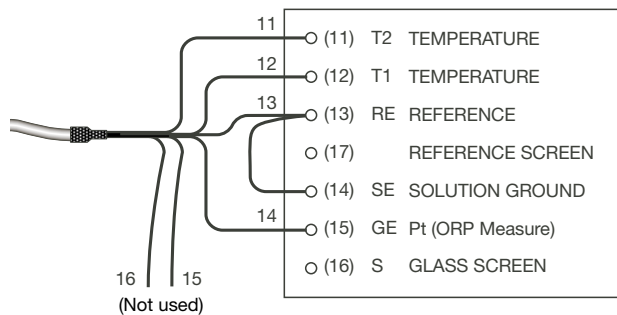 11 (11) T2 TEMPERATURE
12 (12) T1 TEMPERATURE
13 (13) RE REFERENCE
(17) REFERENCE SCREEN
(14) SE SOLUTION GROUND
14 (15) GE Pt (ORP Measure)
(16) S GLASS SCREEN
16 15
(Not used)